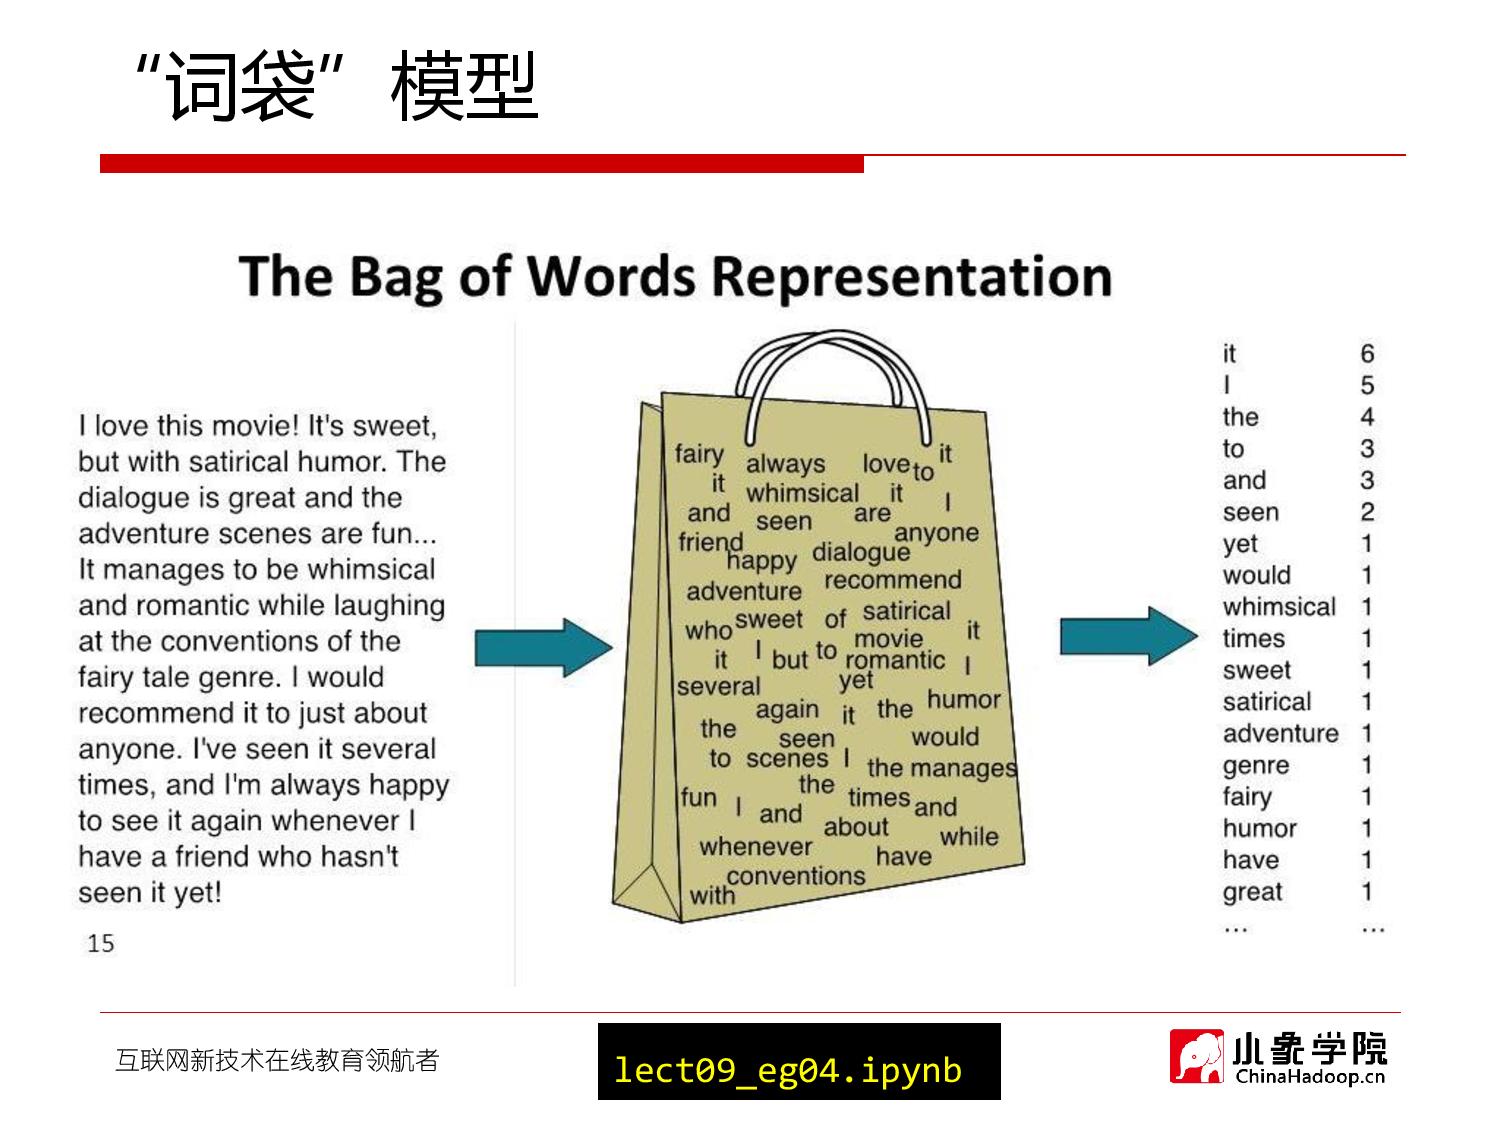 “词袋”模型
The Bag of Words Representation
I love this movie! It's sweet,
but with satirical humor. The
dialogue is great and the
adventure scenes are fun...
It manages to be whimsical
and romantic while laughing
at the conventions of the
fairy tale genre. I would
recommend it to just about
anyone. I've seen it several
times, and I'm always happy
to see it again whenever I
have a friend who hasn't
seen it yet!
15
fairy always love to it
it whimsical it I
and seen are anyone
friend happy dialogue
adventure recommend
who sweet of satirical
it I but to movie it
romantic I
several yet
again it the humor
the seen would
to scenes I the manages
fun I and the times and
about while
whenever have
conventions
with
it 6
I 5
the 4
to 3
and 3
seen 2
yet 1
would 1
whimsical 1
times 1
sweet 1
satirical 1
adventure 1
genre 1
fairy 1
humor 1
have 1
great 1
... ...
互联网新技术在线教育领航者
lect09_eg04.ipynb
小象学院
ChinaHadoop.cn